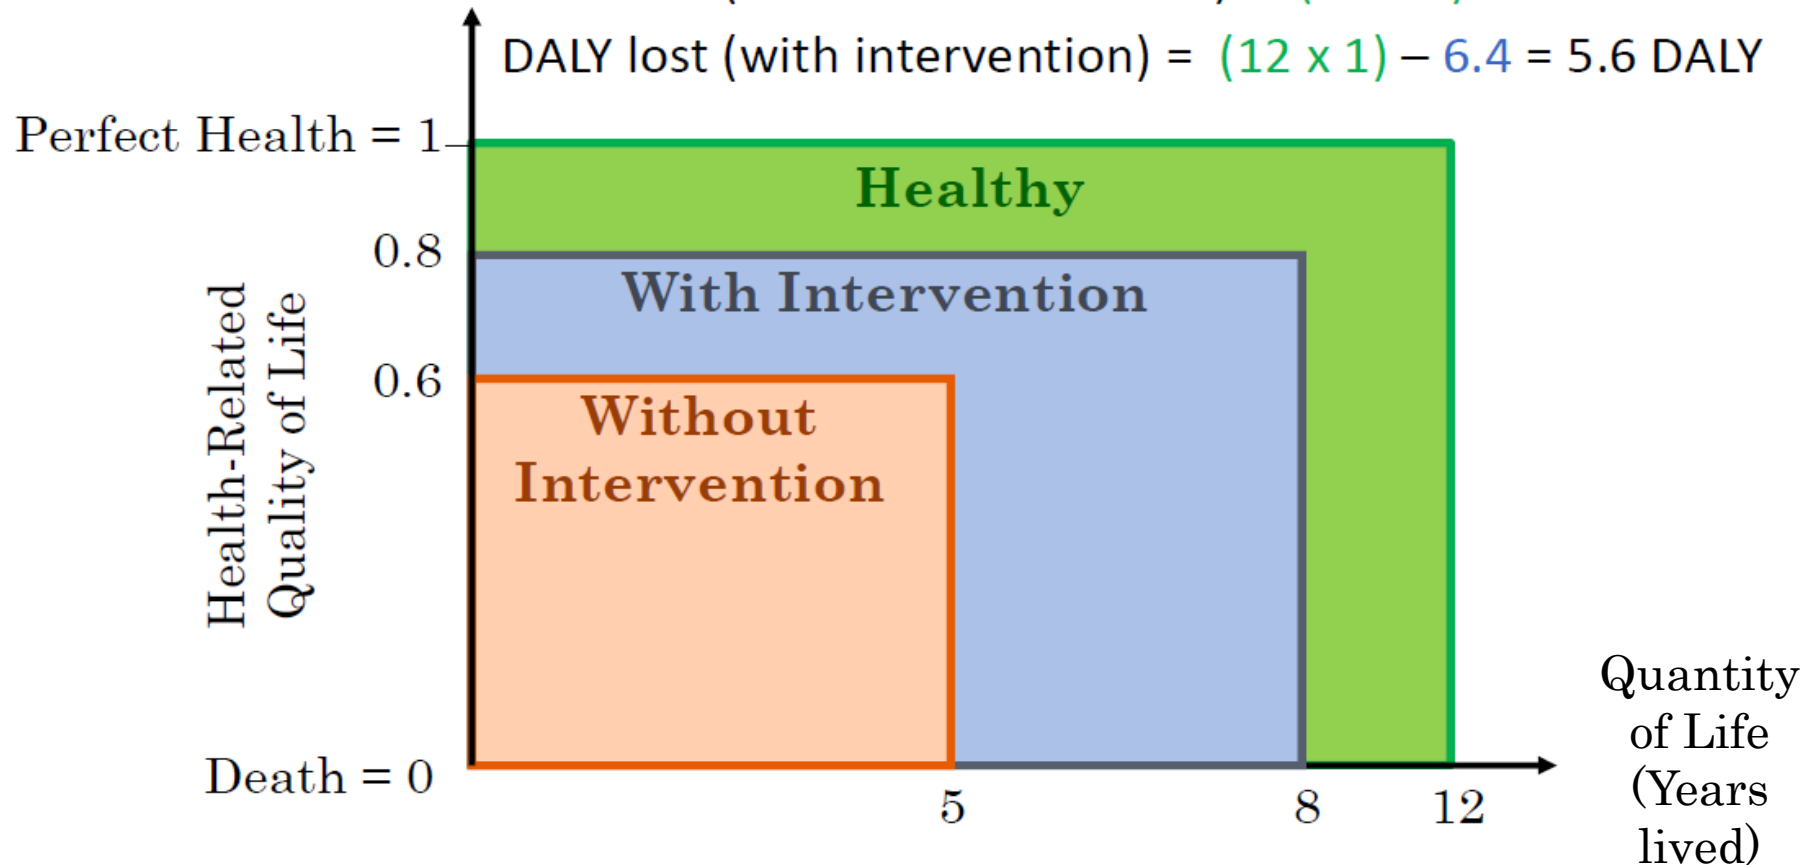 DALY lost (with intervention) = (12 x 1) – 6.4 = 5.6 DALY
Perfect Health = 1
Healthy
0.8
With Intervention
0.6
Without
Intervention
Health-Related
Quality of Life
Death = 0
5
8
12
Quantity
of Life
(Years
lived)